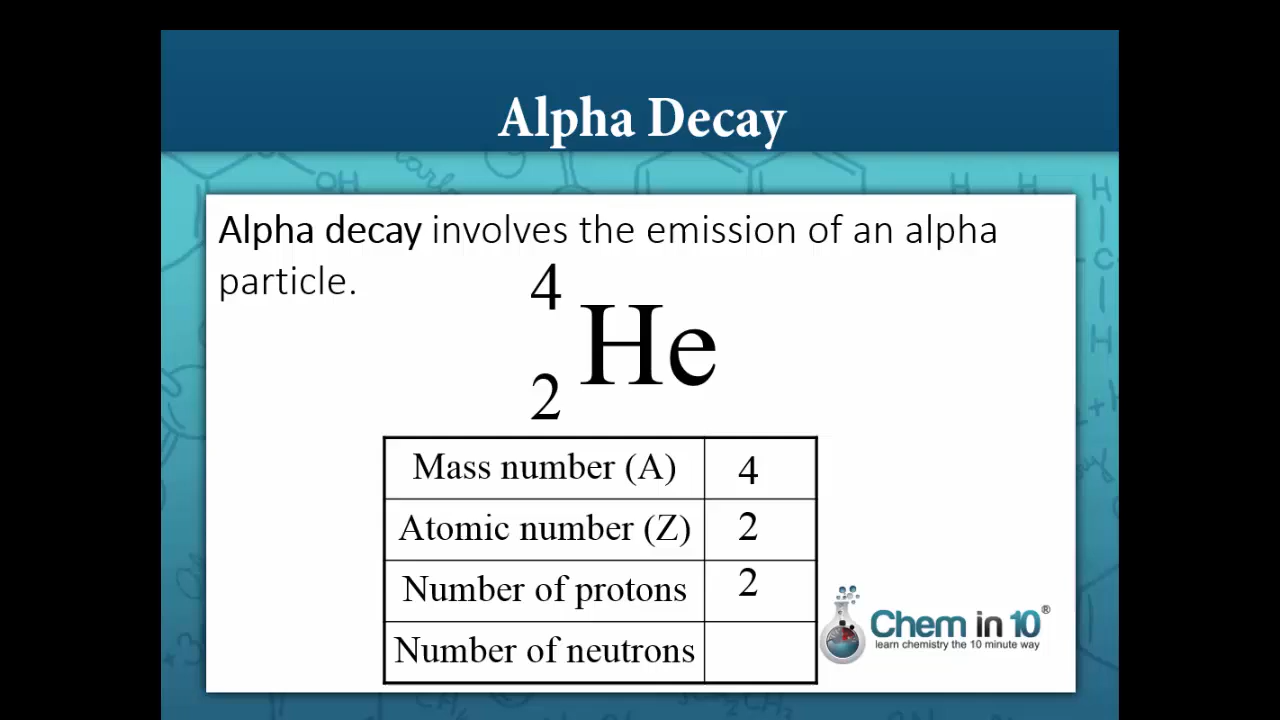 Alpha Decay
Alpha decay involves the emission of an alpha
particle.
4
He
2
Mass number (A) 4
Atomic number (Z) 2
Number of protons 2
Number of neutrons
Chem in 10®
learn chemistry the 10 minute way
OH
H H H
C
H